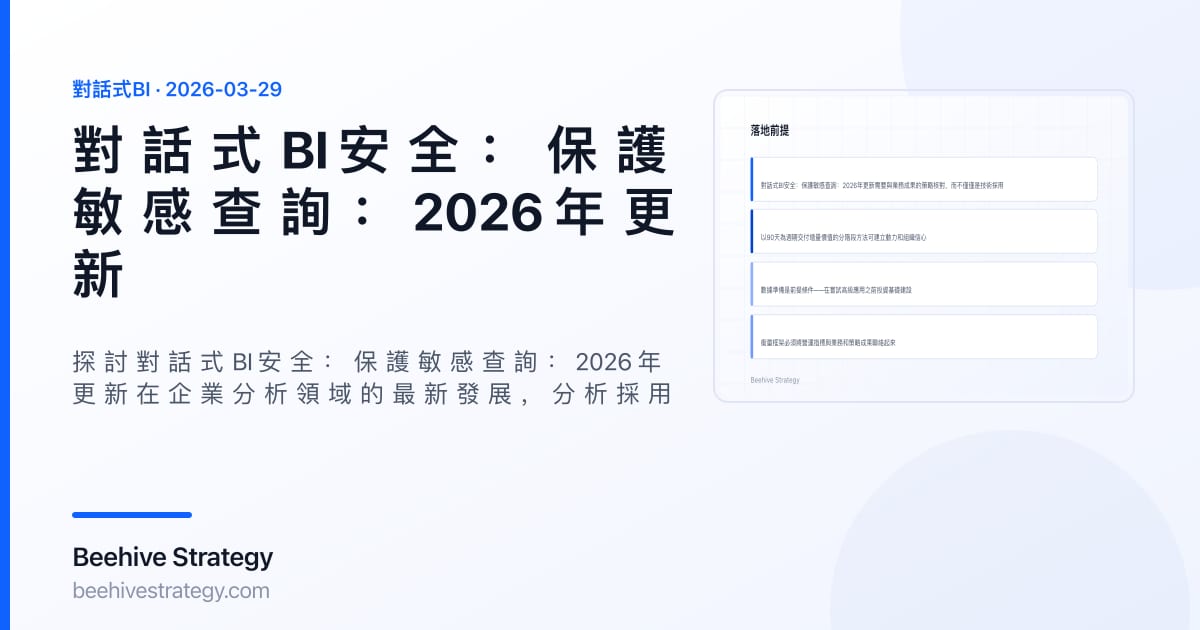 對話式BI · 2026-03-29
對話式BI安全：保護
敏感查詢：2026年更
新
探討對話式BI安全：保護敏感查詢：2026年
更新在企業分析領域的最新發展，分析採用
Beehive Strategy
beehivestrategy.com
落地前提
對話式BI安全：保護敏感查詢：2026年更新需要與業務成果的策略核對，而不僅僅是技術採用
以90天為週期交付增量價值的分階段方法可建立動力和組織信心
數據準備是前提條件——在嘗試高級應用之前投資基礎建設
衡量框架必須將營運指標與業務和策略成果聯絡起來
Beehive Strategy